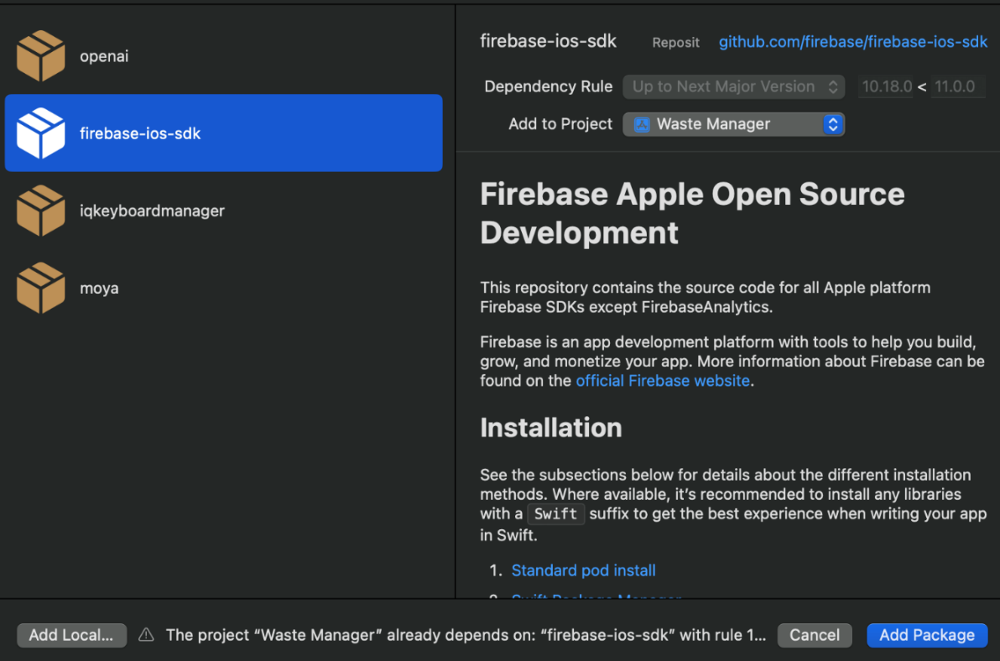 openai
firebase-ios-sdk
iqkeyboardmanager
moya
firebase-ios-sdk Reposit github.com/firebase/firebase-ios-sdk
Dependency Rule Up to Next Major Version 10.18.0 < 11.0.0
Add to Project Waste Manager
Firebase Apple Open Source
Development
This repository contains the source code for all Apple platform
Firebase SDKs except FirebaseAnalytics.
Firebase is an app development platform with tools to help you build,
grow, and monetize your app. More information about Firebase can be
found on the official Firebase website.
Installation
See the subsections below for details about the different installation
methods. Where available, it's recommended to install any libraries
with a Swift suffix to get the best experience when writing your app
in Swift.
1. Standard pod install
2. Swift Package Manager
Add Local... ⚠ The project “Waste Manager” already depends on: “firebase-ios-sdk” with rule 1... Cancel Add Package